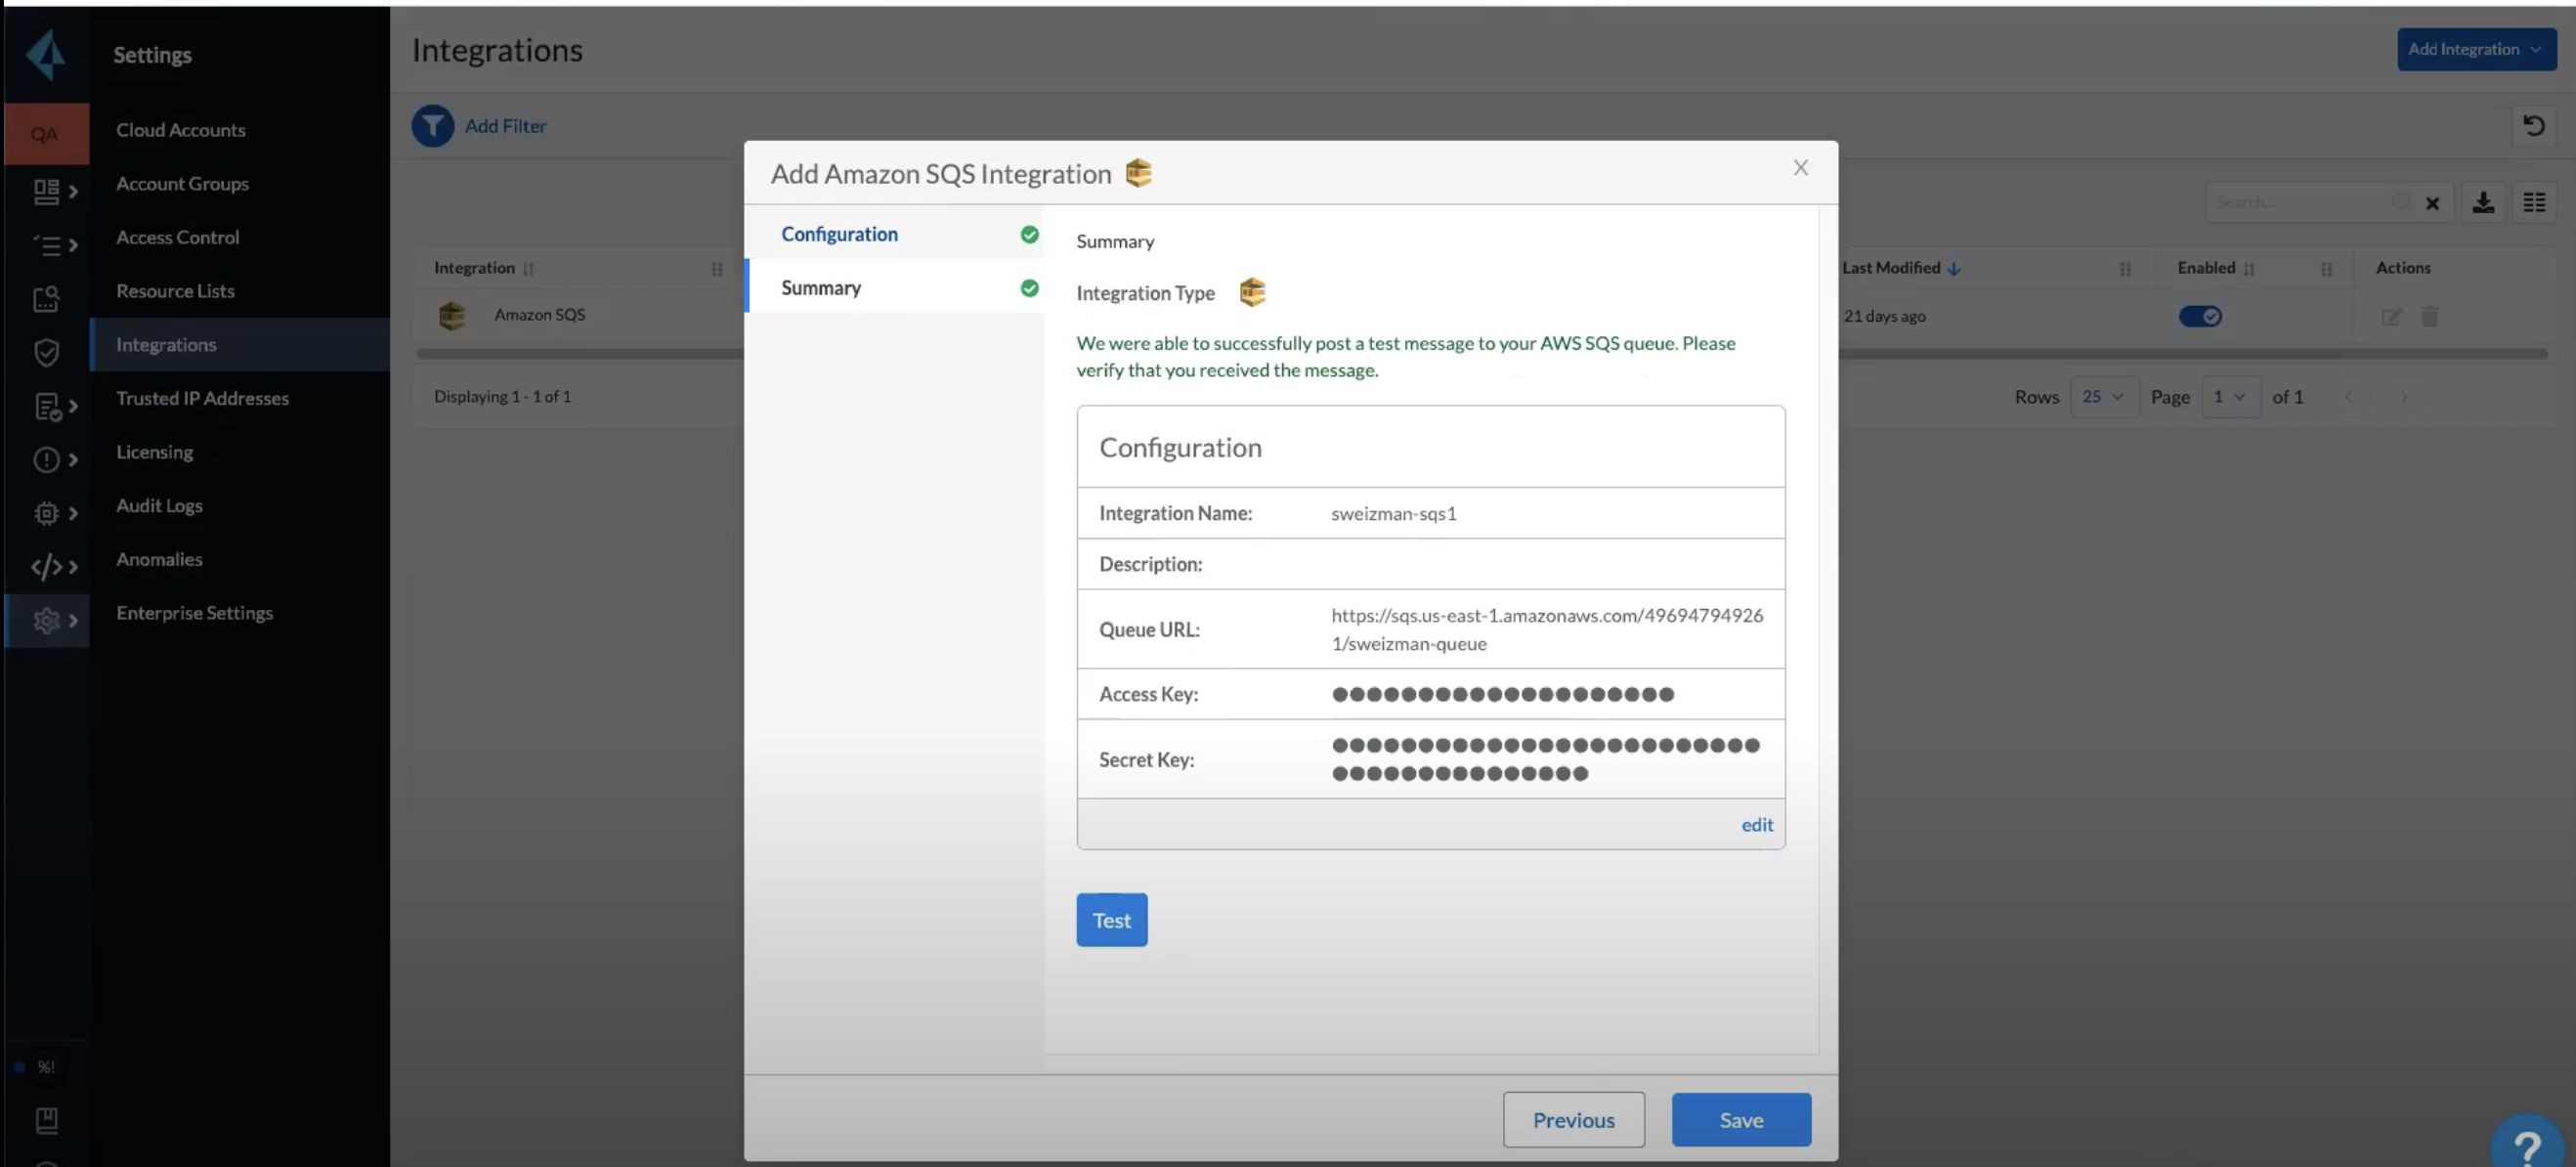 Settings
Integrations
Add Integration
QA
Cloud Accounts
Account Groups
Access Control
Resource Lists
Integrations
Trusted IP Addresses
Licensing
Audit Logs
Anomalies
Enterprise Settings
%!
Add Filter
Search...
Integration
Last Modified
Enabled
Actions
Amazon SQS
21 days ago
Displaying 1 - 1 of 1
Rows 25 Page 1 of 1
Add Amazon SQS Integration
X
Configuration
Summary
Summary
Integration Type
We were able to successfully post a test message to your AWS SQS queue. Please
verify that you received the message.
Configuration
Integration Name: sweizman-sqs1
Description:
Queue URL: https://sqs.us-east-1.amazonaws.com/49694794926
1/sweizman-queue
Access Key: ●●●●●●●●●●●●●●●●●●●●
Secret Key: ●●●●●●●●●●●●●●●●●●●●●●●●●
●●●●●●●●●●●●●●●
edit
Test
Previous
Save
?